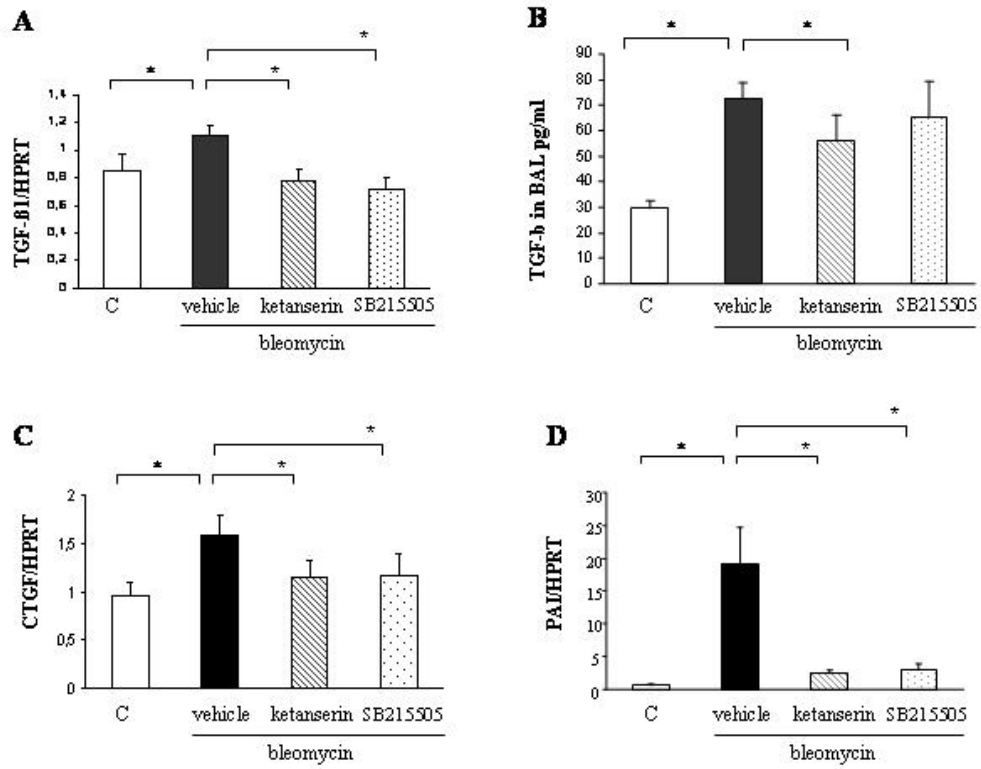 A
*
* *
TGF-ß1/HPRT
1,4
1,2
1
0,8
0,6
0,4
0,2
0
C vehicle ketanserin SB215505
bleomycin
B
* *
TGF-b in BAL pg/ml
90
80
70
60
50
40
30
20
10
0
C vehicle ketanserin SB215505
bleomycin
C
*
* *
CTGF/HPRT
2
1,5
1
0,5
0
C vehicle ketanserin SB215505
bleomycin
D
*
* *
PAI/HPRT
30
25
20
15
10
5
0
C vehicle ketanserin SB215505
bleomycin